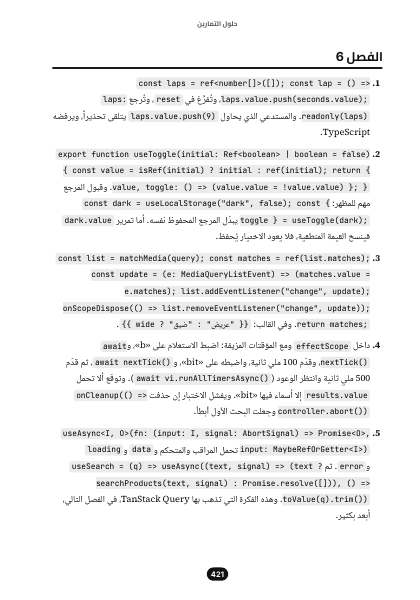 حلول التمارين
الفصل 6
1. const laps = ref<number[]>([]); const lap = () =>
laps.value.push(seconds.value);، وتُفرَّغ في reset، وتُرجع laps:
readonly(laps). والمستدعي الذي يحاول laps.value.push(9) يتلقى تحذيراً، ويرفضه
TypeScript.
2. export function useToggle(initial: Ref<boolean> | boolean = false)
{ const value = isRef(initial) ? initial : ref(initial); return {
value, toggle: () => (value.value = !value.value) }; }. وقبول المرجع
مهم للمظهر: const dark = useLocalStorage("dark", false); const {
toggle } = useToggle(dark); يبدّل المرجع المحفوظ نفسه. أما تمرير dark.value
فينسخ القيمة المنطقية، فلا يعود الاختيار يُحفظ.
3. const list = matchMedia(query); const matches = ref(list.matches);
const update = (e: MediaQueryListEvent) => (matches.value =
e.matches); list.addEventListener("change", update);
onScopeDispose(() => list.removeEventListener("change", update));
return matches;. وفي القالب: {{ wide ? "عريض" : "ضيق" }}.
4. داخل effectScope ومع المؤقتات المزيفة: اضبط الاستعلام على «b»، وawait
nextTick()، وقدّم 100 ملي ثانية، واضبطه على «bit»، و await nextTick()، ثم قدّم
500 ملي ثانية وانتظر الوعود (await vi.runAllTimersAsync()). وتوقع ألا تحمل
results.value إلا أسماء فيها «bit». ويفشل الاختبار إن حذفت onCleanup(() =>
controller.abort()) وجعلت البحث الأول أبطأ.
5. useAsync<I, O>(fn: (input: I, signal: AbortSignal) => Promise<O>,
input: MaybeRefOrGetter<I>) تحمل المراقب والمتحكم و data و loading
و error. ثم useSearch = (q) => useAsync((text, signal) => (text ?
searchProducts(text, signal) : Promise.resolve([])), () =>
toValue(q).trim()). وهذه الفكرة التي تذهب بها TanStack Query، في الفصل التالي،
أبعد بكثير.
421